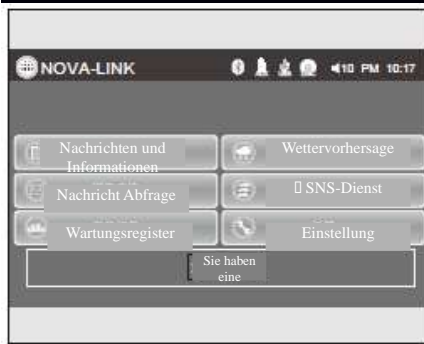 NOVA-LINK
◀10 PM 10:17
Nachrichten und
Informationen
Wettervorhersage
Nachricht Abfrage
SNS-Dienst
Wartungsregister
Einstellung
Sie haben
eine